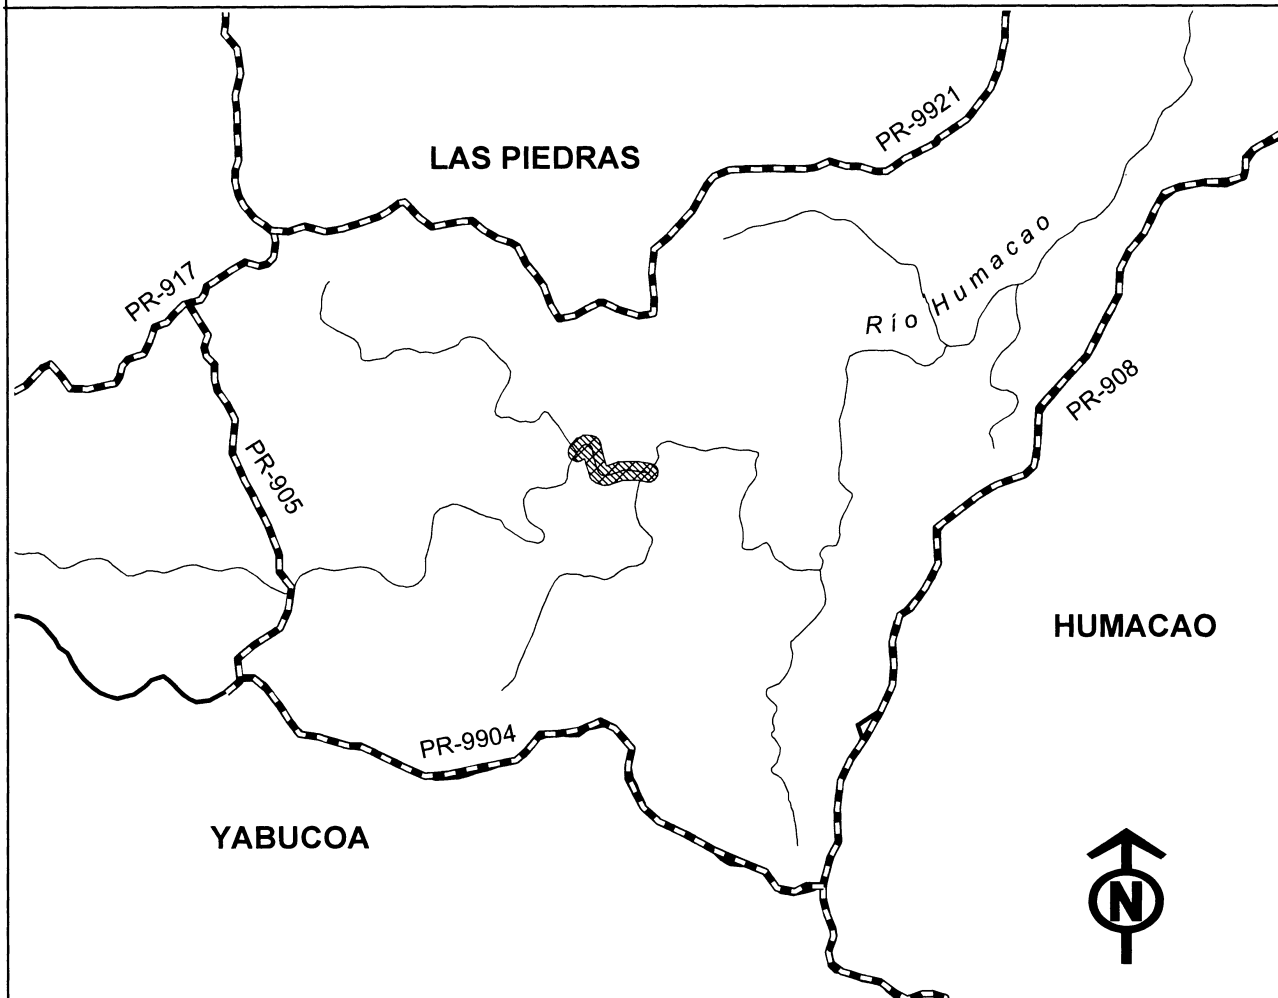 PR-9921
LAS PIEDRAS
Río Humacao
PR-917
PR-908
PR-905
HUMACAO
PR-9904
YABUCOA
N